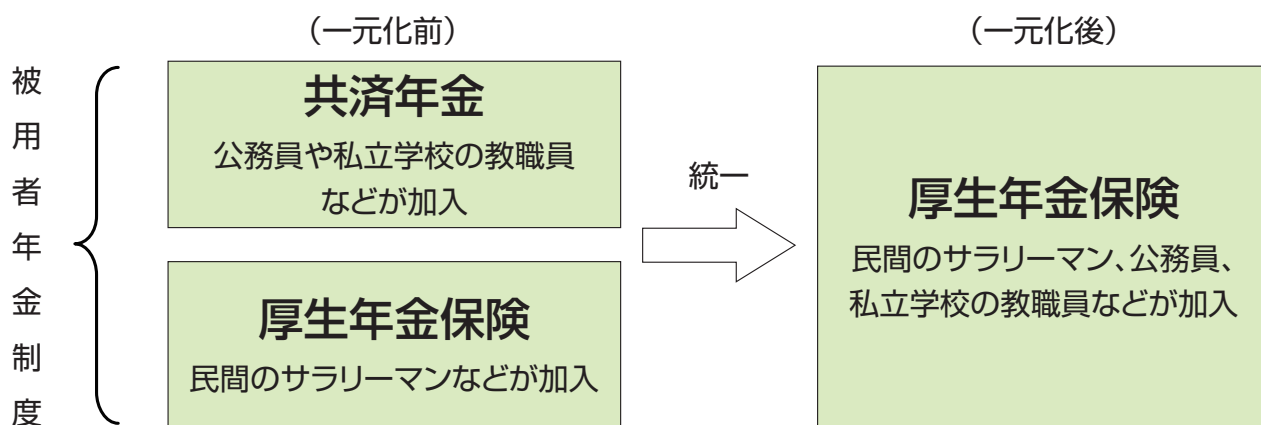 被用者年金制度
（一元化前）
共済年金
公務員や私立学校の教職員
などが加入
厚生年金保険
民間のサラリーマンなどが加入
統一
（一元化後）
厚生年金保険
民間のサラリーマン、公務員、
私立学校の教職員などが加入